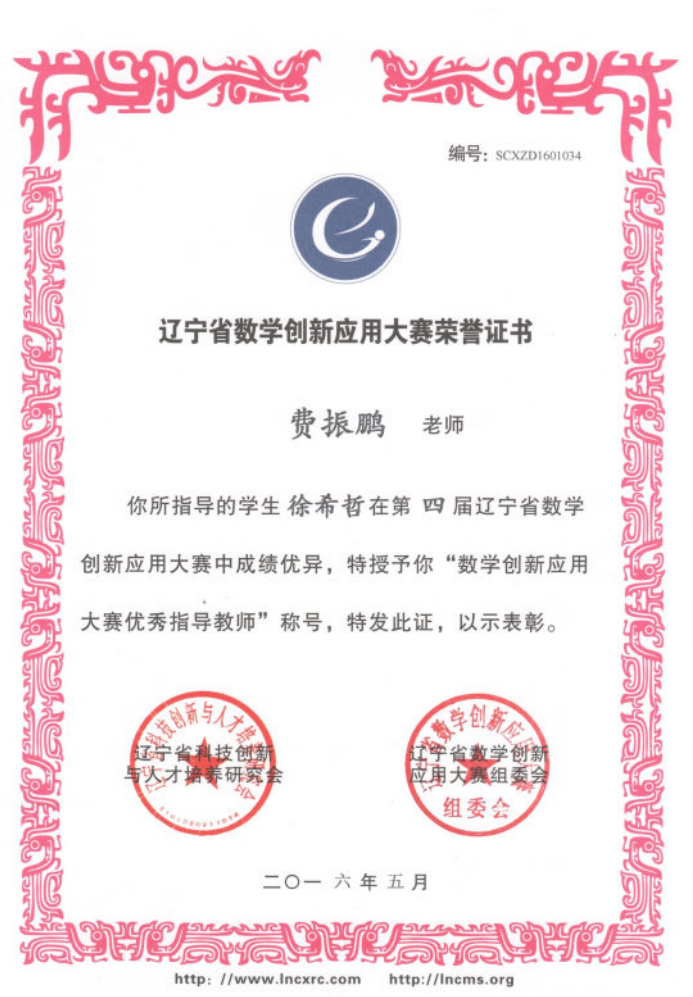 编号：SCXZD1601034
辽宁省数学创新应用大赛荣誉证书
费振鹏 老师
你所指导的学生徐希哲在第四届辽宁省数学
创新应用大赛中成绩优异，特授予你“数学创新应用
大赛优秀指导教师”称号，特发此证，以示表彰。
辽宁省科技创新
与人才培养研究会
辽宁省数学创新
应用大赛组委会
组委会
二〇一六年五月
http: //www.lncxrc.com http://lncms.org